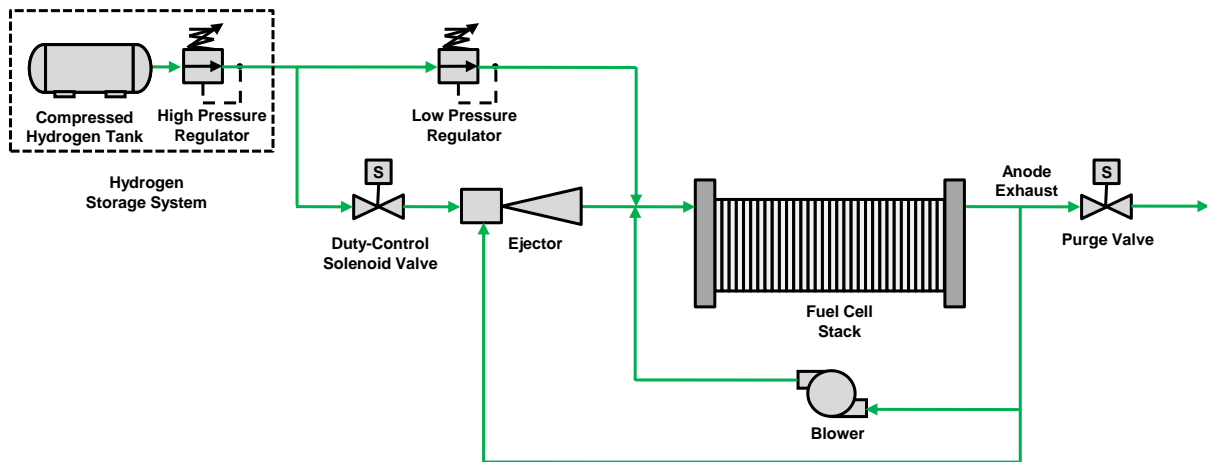 Compressed
Hydrogen Tank
High Pressure
Regulator
Low Pressure
Regulator
Hydrogen
Storage System
S
Duty-Control
Solenoid Valve
Ejector
Fuel Cell
Stack
Anode
Exhaust
S
Purge Valve
Blower